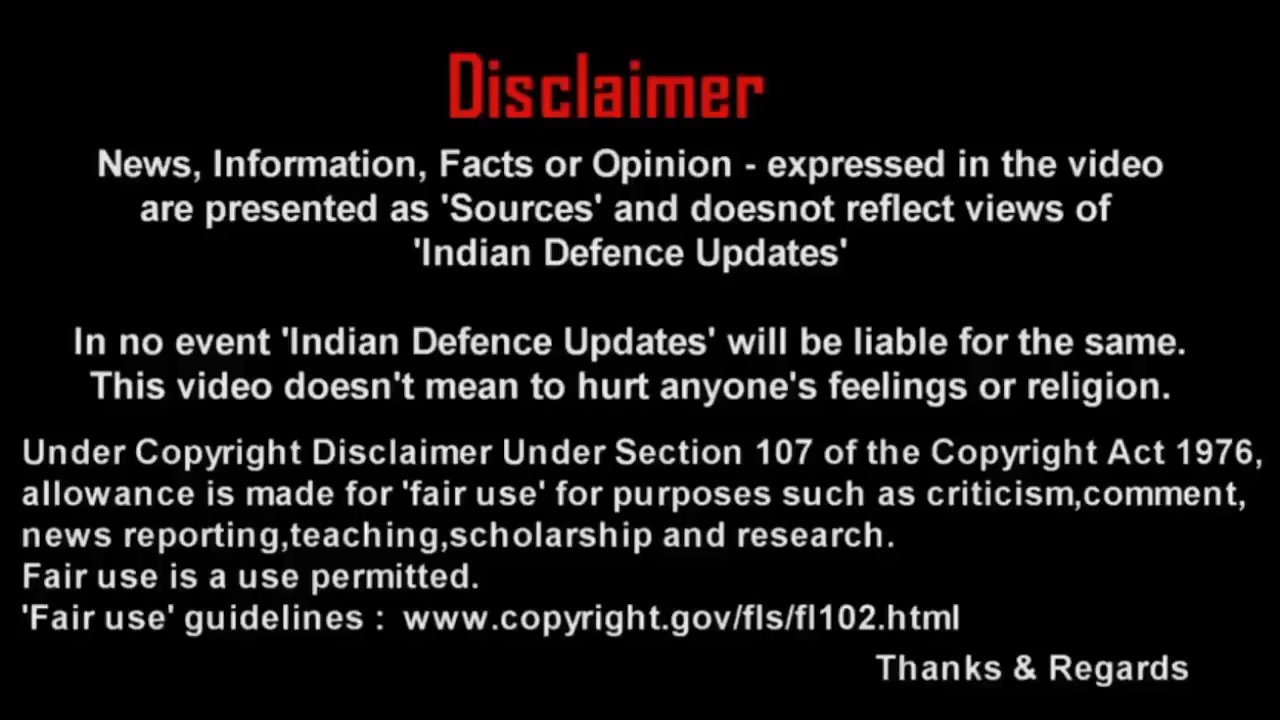 Disclaimer
News, Information, Facts or Opinion - expressed in the video
are presented as 'Sources' and doesnot reflect views of
'Indian Defence Updates'
In no event 'Indian Defence Updates' will be liable for the same.
This video doesn't mean to hurt anyone's feelings or religion.
Under Copyright Disclaimer Under Section 107 of the Copyright Act 1976,
allowance is made for 'fair use' for purposes such as criticism,comment,
news reporting,teaching,scholarship and research.
Fair use is a use permitted.
'Fair use' guidelines :  www.copyright.gov/fls/fl102.html
Thanks & Regards